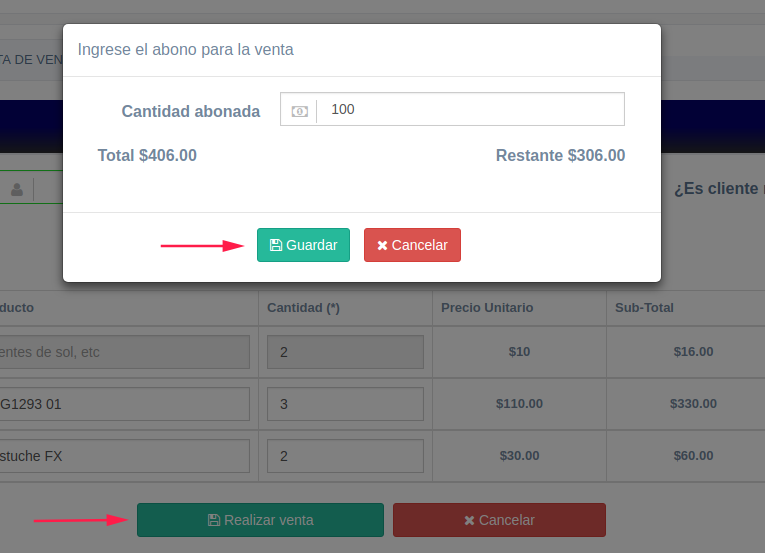 Ingrese el abono para la venta
TA DE VEN
Cantidad abonada 100
Total $406.00 Restante $306.00
¿Es cliente
Guardar Cancelar
ducto Cantidad (*) Precio Unitario Sub-Total
entes de sol, etc 2 $10 $16.00
G1293 01 3 $110.00 $330.00
stuche FX 2 $30.00 $60.00
Realizar venta Cancelar